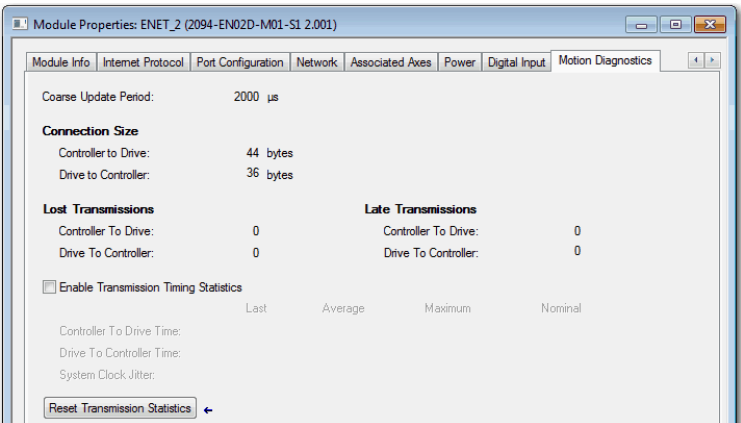 Module Properties: ENET_2 (2094-EN02D-M01-S1 2.001)
Module Info Internet Protocol Port Configuration Network Associated Axes Power Digital Input Motion Diagnostics
Coarse Update Period: 2000 µs
Connection Size
Controller to Drive: 44 bytes
Drive to Controller: 36 bytes
Lost Transmissions Late Transmissions
Controller To Drive: 0 Controller To Drive: 0
Drive To Controller: 0 Drive To Controller: 0
Enable Transmission Timing Statistics
Last Average Maximum Nominal
Controller To Drive Time:
Drive To Controller Time:
System Clock Jitter:
Reset Transmission Statistics